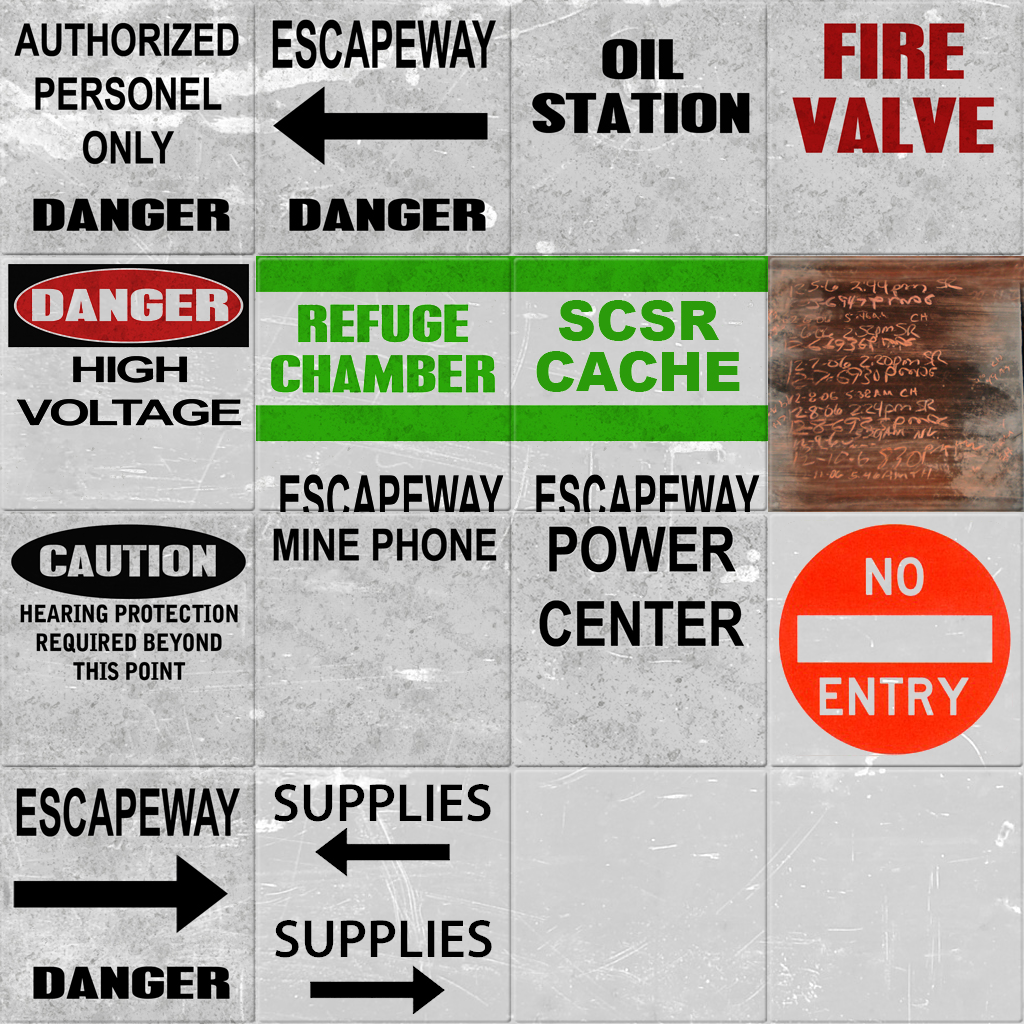 AUTHORIZED
PERSONEL
ONLY
DANGER
ESCAPEWAY
DANGER
OIL
STATION
FIRE
VALVE
DANGER
HIGH
VOLTAGE
REFUGE
CHAMBER
ESCAPEWAY
SCSR
CACHE
ESCAPEWAY
CH
CAUTION
HEARING PROTECTION
REQUIRED BEYOND
THIS POINT
MINE PHONE
POWER
CENTER
NO
ENTRY
ESCAPEWAY
DANGER
SUPPLIES
SUPPLIES